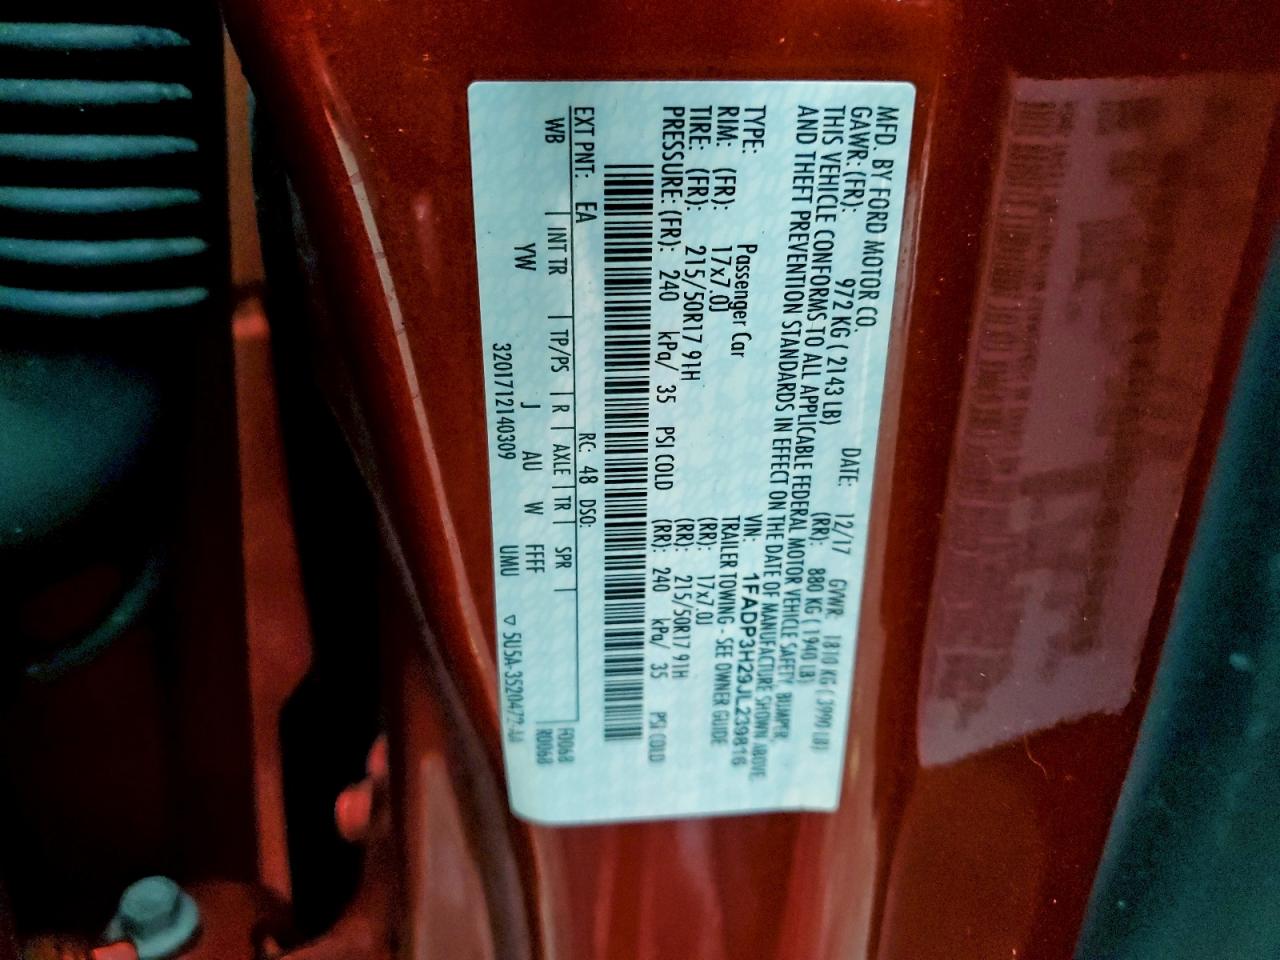 MFD. BY FORD MOTOR CO.
DATE: 12/17 GVWR: 1810 KG ( 3990 LB)
GAWR: (FR): 972 KG ( 2143 LB) (RR): 880 KG ( 1940 LB)
THIS VEHICLE CONFORMS TO ALL APPLICABLE FEDERAL MOTOR VEHICLE SAFETY, BUMPER,
AND THEFT PREVENTION STANDARDS IN EFFECT ON THE DATE OF MANUFACTURE SHOWN ABOVE.
VIN: 1FADP3H29JL239816
TYPE: Passenger Car TRAILER TOWING - SEE OWNER GUIDE
RIM: (FR): 17x7.0J (RR): 17x7.0J
TIRE: (FR): 215/50R17 91H (RR): 215/50R17 91H
PRESSURE: (FR): 240 kPa/ 35 PSI COLD (RR): 240 kPa/ 35 PSI COLD
EXT PNT: EA RC: 48 DSO:
WB INT TR TP/PS R AXLE TR SPR F0068
YW J AU W FFFF R0068
3201712140309 UMU ▽ 5U5A-3520472-